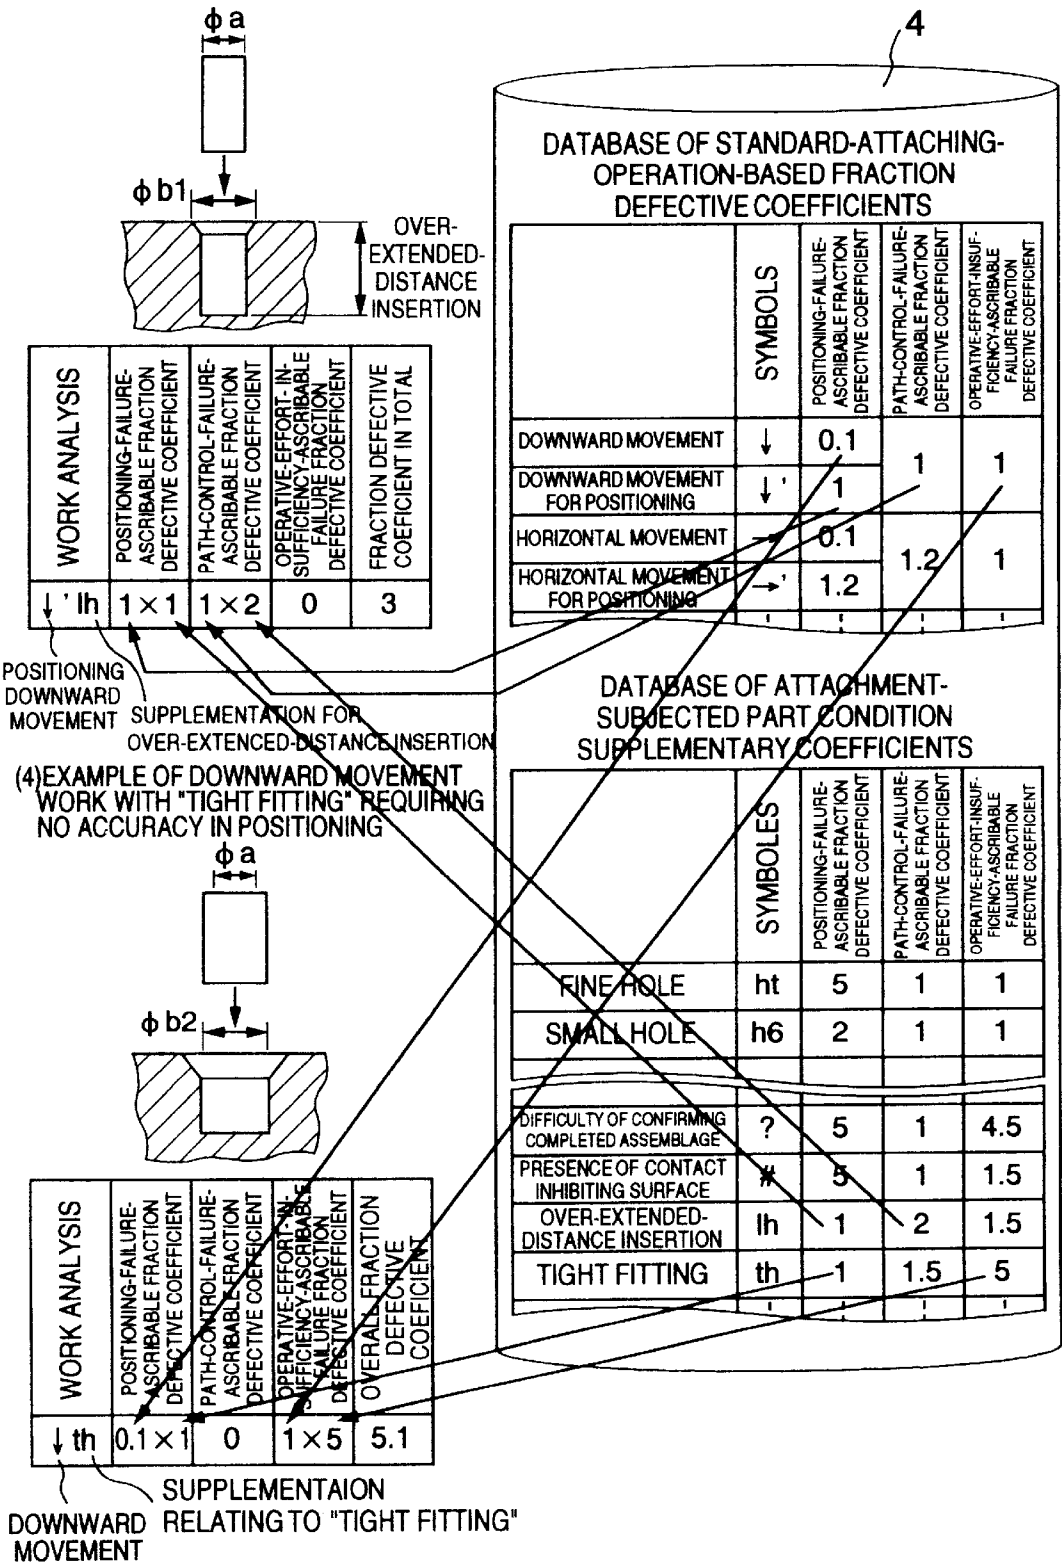 φa
φb1
OVER-
EXTENDED-
DISTANCE
INSERTION
WORK ANALYSIS
POSITIONING-FAILURE-
ASCRIBABLE FRACTION
DEFECTIVE COEFFICIENT
PATH-CONTROL-FAILURE-
ASCRIBABLE FRACTION
DEFECTIVE COEFFICIENT
OPERATIVE-EFFORT-IN-
SUFFICIENCY-ASCRIBABLE
FAILURE FRACTION
DEFECTIVE COEFFICIENT
FRACTION DEFECTIVE
COEFICIENT IN TOTAL
↓' lh 1×1 1×2 0 3
POSITIONING
DOWNWARD
MOVEMENT
SUPPLEMENTATION FOR
OVER-EXTENCED-DISTANCE INSERTION
(4)EXAMPLE OF DOWNWARD MOVEMENT
WORK WITH "TIGHT FITTING" REQUIRING
NO ACCURACY IN POSITIONING
φa
φb2
WORK ANALYSIS
POSITIONING-FAILURE-
ASCRIBABLE FRACTION
DEFECTIVE COEFFICIENT
PATH-CONTROL-FAILURE-
ASCRIBABLE-FRACTION
DEFECTIVE COEFFICIENT
OPERATIVE-EFFORT-IN-
SUFFICIENCY-ASCRIBABLE
FAILURE FRACTION
DEFECTIVE COEFFICIENT
OVERALL FRACTION
DEFECTIVE
COEFICIENT
↓ th 0.1×1 0 1×5 5.1
DOWNWARD
MOVEMENT
SUPPLEMENTAION
RELATING TO "TIGHT FITTING"
4
DATABASE OF STANDARD-ATTACHING-
OPERATION-BASED FRACTION
DEFECTIVE COEFFICIENTS
SYMBOLS
POSITIONING-FAILURE-
ASCRIBABLE FRACTION
DEFECTIVE COEFFICIENT
PATH-CONTROL-FAILURE-
ASCRIBABLE FRACTION
DEFECTIVE COEFFICIENT
OPERATIVE-EFFORT-INSUF-
FICIENCY-ASCRIBABLE
FAILURE FRACTION
DEFECTIVE COEFFICIENT
DOWNWARD MOVEMENT ↓ 0.1 1 1
DOWNWARD MOVEMENT
FOR POSITIONING ↓' 1
HORIZONTAL MOVEMENT → 0.1 1.2 1
HORIZONTAL MOVEMENT
FOR POSITIONING →' 1.2
DATABASE OF ATTACHMENT-
SUBJECTED PART CONDITION
SUPPLEMENTARY COEFFICIENTS
SYMBOLES
POSITIONING-FAILURE-
ASCRIBABLE FRACTION
DEFECTIVE COEFFICIENT
PATH-CONTROL-FAILURE-
ASCRIBABLE FRACTION
DEFECTIVE COEFFICIENT
OPERATIVE-EFFORT-INSUF-
FICIENCY-ASCRIBABLE
FAILURE FRACTION
DEFECTIVE COEFFICIENT
FINE HOLE ht 5 1 1
SMALL HOLE h6 2 1 1
DIFFICULTY OF CONFIRMING
COMPLETED ASSEMBLAGE ? 5 1 4.5
PRESENCE OF CONTACT
INHIBITING SURFACE # 5 1 1.5
OVER-EXTENDED-
DISTANCE INSERTION lh 1 2 1.5
TIGHT FITTING th 1 1.5 5